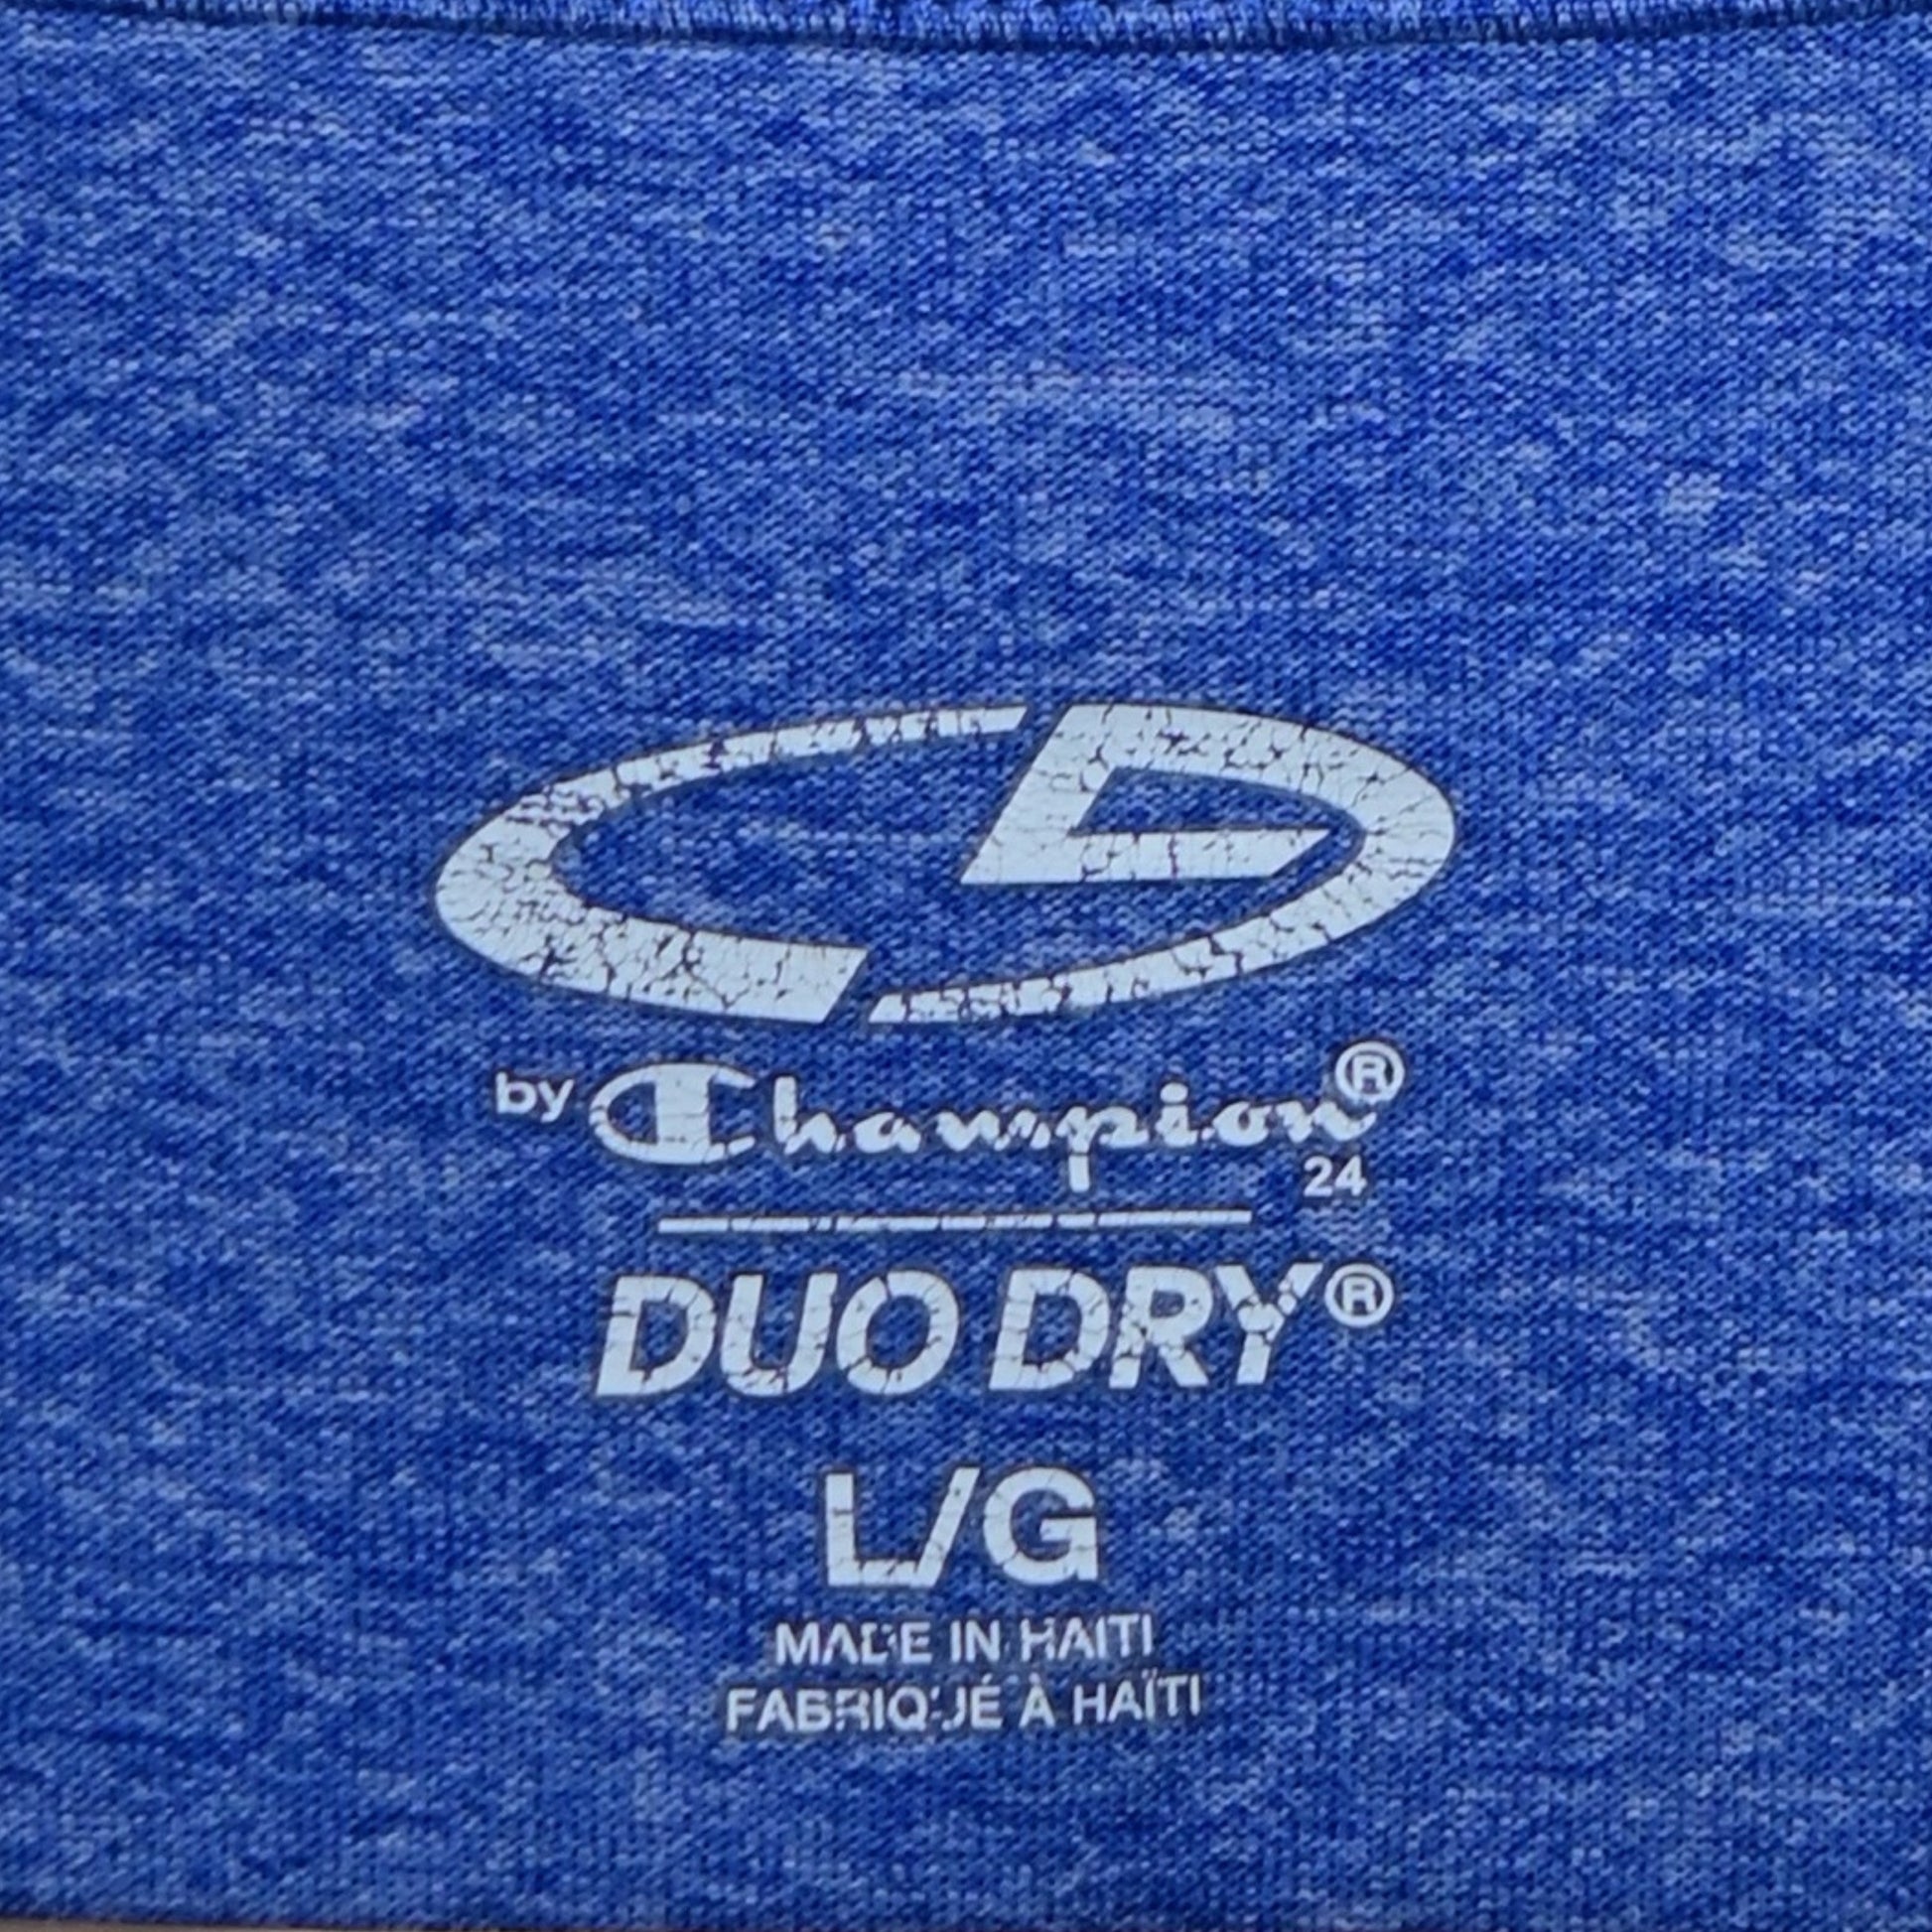 by Champion®
24
DUO DRY®
L/G
MADE IN HAITI
FABRIQUÉ À HAÏTI